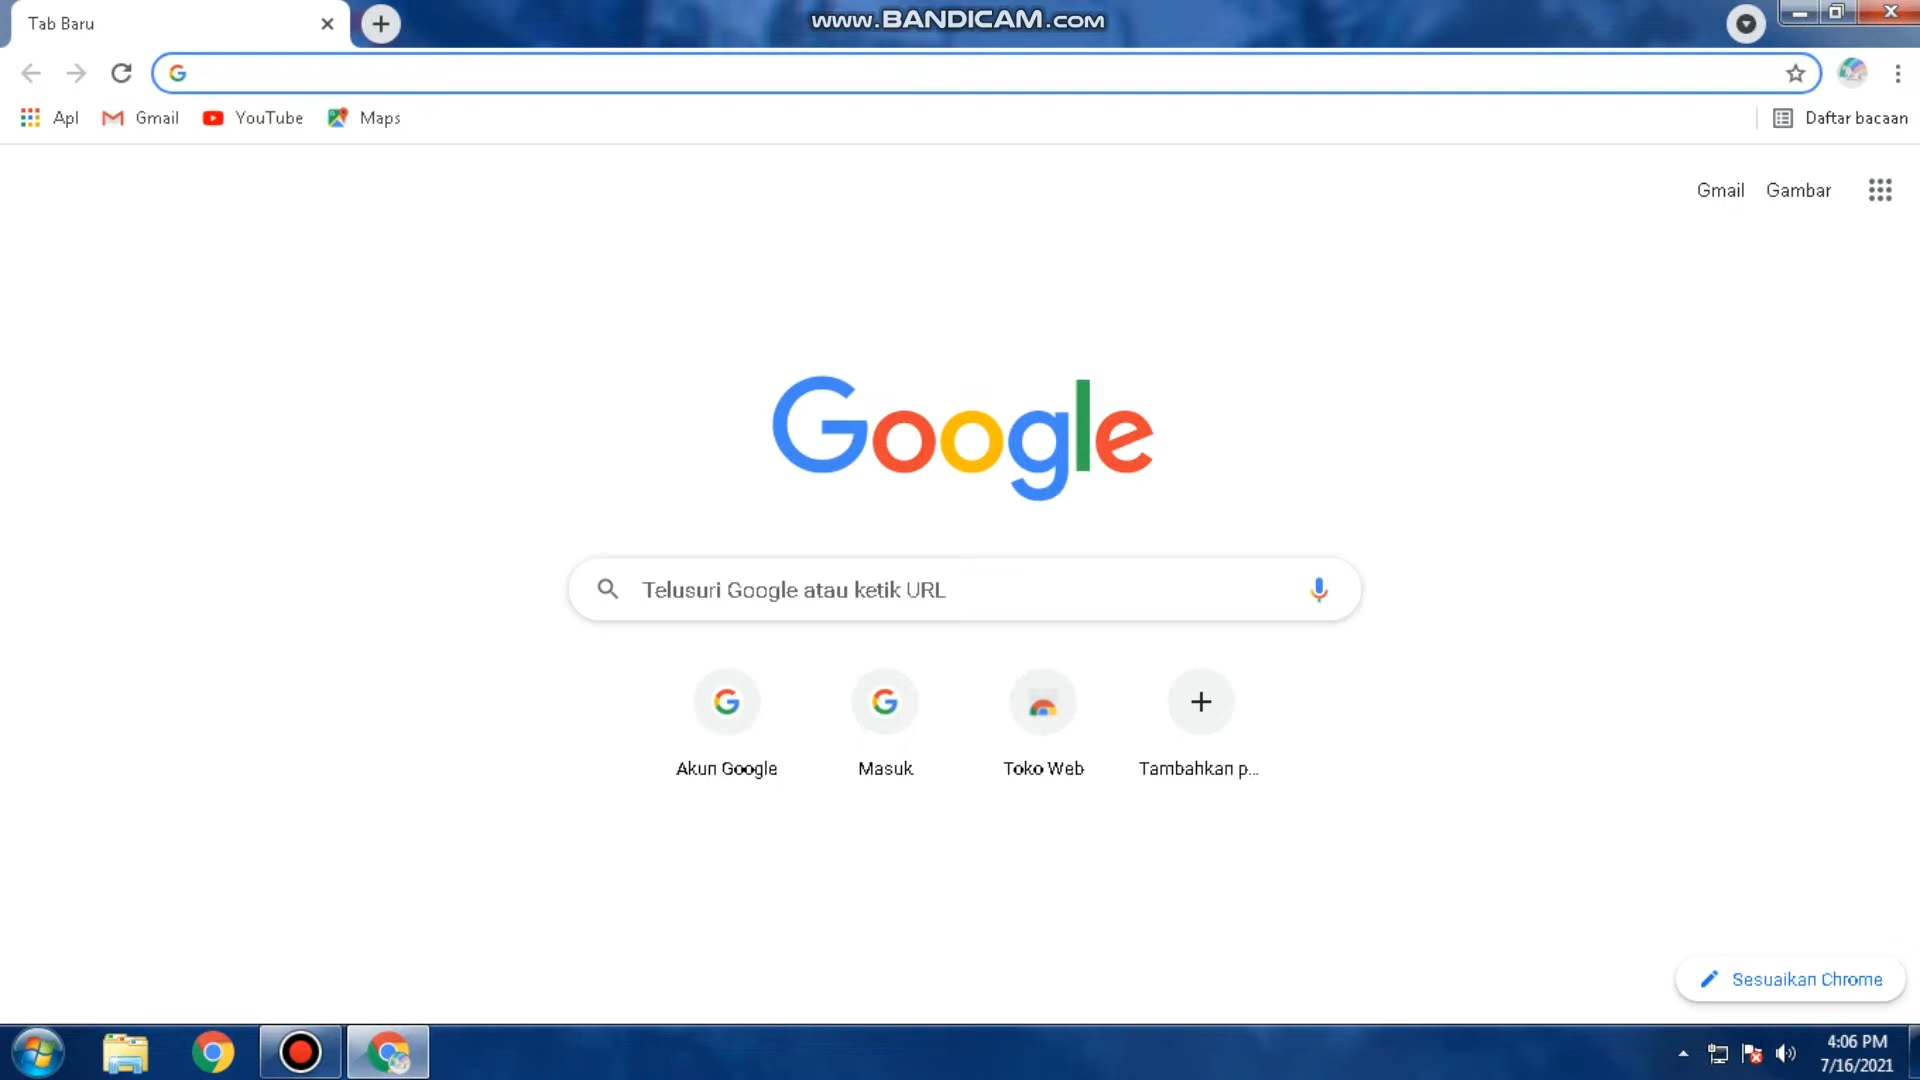 Tab Baru
www.BANDICAM.com
Apl Gmail YouTube Maps Daftar bacaan
Gmail Gambar
Google
Telusuri Google atau ketik URL
Akun Google Masuk Toko Web Tambahkan p...
Sesuaikan Chrome
4:06 PM
7/16/2021